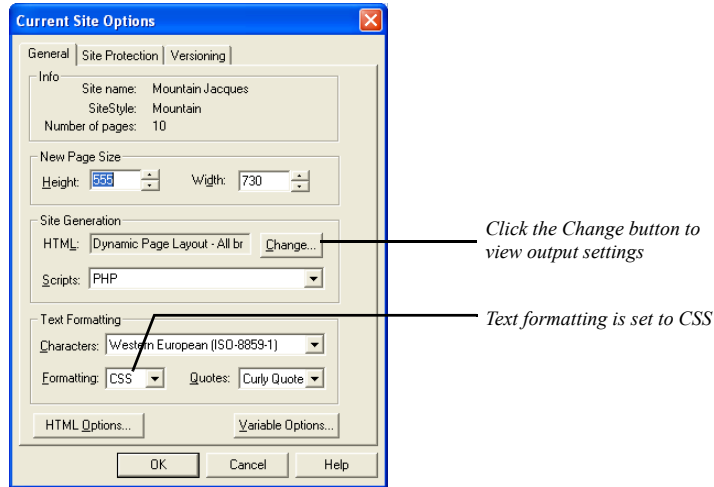 Current Site Options
General Site Protection Versioning
Info
Site name: Mountain Jacques
SiteStyle: Mountain
Number of pages: 10
New Page Size
Height: 555 Width: 730
Site Generation
HTML: Dynamic Page Layout - All br Change...
Scripts: PHP
Text Formatting
Characters: Western European (ISO-8859-1)
Formatting: CSS Quotes: Curly Quote
HTML Options... Variable Options...
OK Cancel Help
Click the Change button to
view output settings
Text formatting is set to CSS